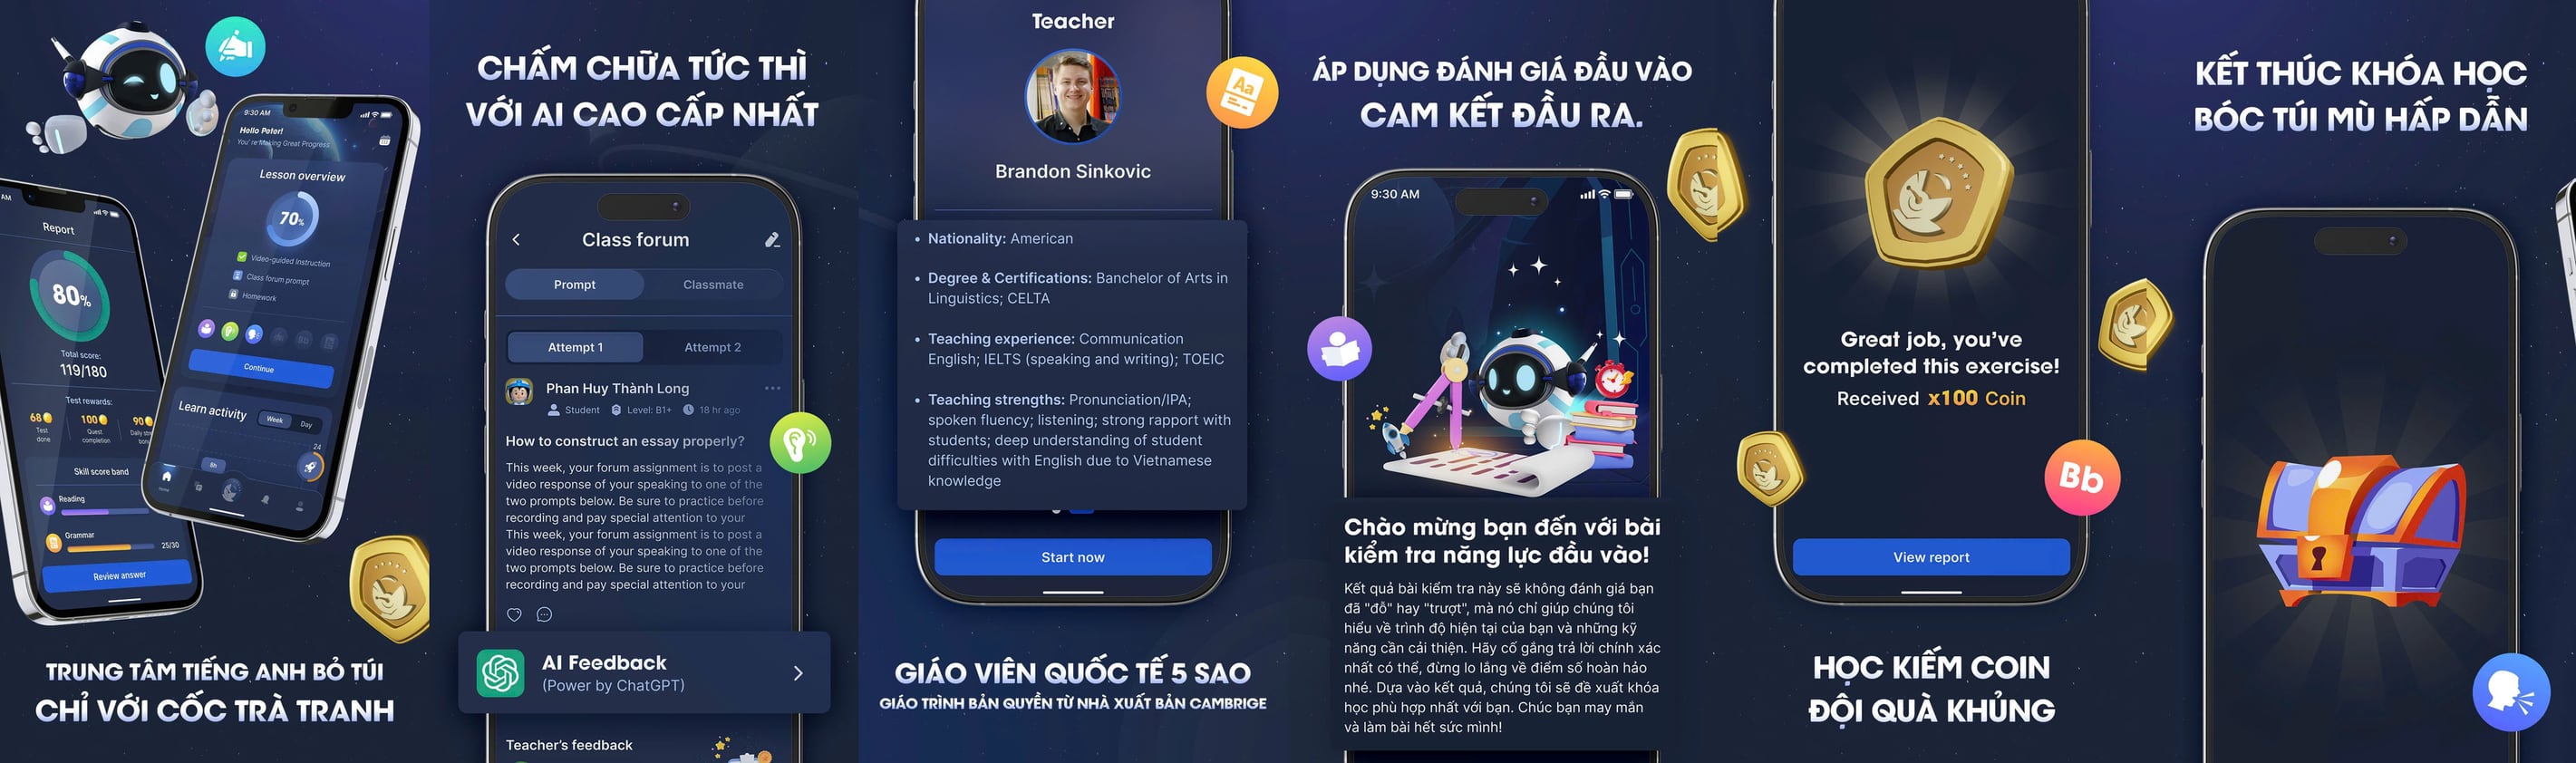 9:30 AM
Hello Peter!
You're Making Great Progress
Lesson overview
70%
Video-guided instruction
Class forum prompt
Homework
Continue
Learn activity
Week
Day
24
8h
AM
Report
80%
Total score:
119/180
Test rewards:
68
100
90
Test
done
Quest
completion
Skill score band
Reading
Grammar
25/30
Review answer
TRUNG TÂM TIẾNG ANH BỎ TÚI
CHỈ VỚI CỐC TRÀ TRANH
CHẤM CHỮA TỨC THÌ
VỚI AI CAO CẤP NHẤT
Class forum
Prompt
Classmate
Attempt 1
Attempt 2
Phan Huy Thành Long
Student
Level: B1+
18 hr ago
How to construct an essay properly?
This week, your forum assignment is to post a
video response of your speaking to one of the
two prompts below. Be sure to practice before
recording and pay special attention to your
This week, your forum assignment is to post a
video response of your speaking to one of the
two prompts below. Be sure to practice before
recording and pay special attention to your
AI Feedback
(Power by ChatGPT)
Teacher's feedback
Teacher
Aa
Brandon Sinkovic
• Nationality: American
• Degree & Certifications: Banchelor of Arts in
Linguistics; CELTA
• Teaching experience: Communication
English; IELTS (speaking and writing); TOEIC
• Teaching strengths: Pronunciation/IPA;
spoken fluency; listening; strong rapport with
students; deep understanding of student
difficulties with English due to Vietnamese
knowledge
Start now
GIÁO VIÊN QUỐC TẾ 5 SAO
GIÁO TRÌNH BẢN QUYỀN TỪ NHÀ XUẤT BẢN CAMBRIGE
ÁP DỤNG ĐÁNH GIÁ ĐẦU VÀO
CAM KẾT ĐẦU RA.
9:30 AM
Chào mừng bạn đến với bài
kiểm tra năng lực đầu vào!
Kết quả bài kiểm tra này sẽ không đánh giá bạn
đã "đỗ" hay "trượt", mà nó chỉ giúp chúng tôi
hiểu về trình độ hiện tại của bạn và những kỹ
năng cần cải thiện. Hãy cố gắng trả lời chính xác
nhất có thể, đừng lo lắng về điểm số hoàn hảo
nhé. Dựa vào kết quả, chúng tôi sẽ đề xuất khóa
học phù hợp nhất với bạn. Chúc bạn may mắn
và làm bài hết sức mình!
Great job, you've
completed this exercise!
Received x100 Coin
Bb
View report
HỌC KIẾM COIN
ĐỘI QUÀ KHỦNG
KẾT THÚC KHÓA HỌC
BÓC TÚI MÙ HẤP DẪN